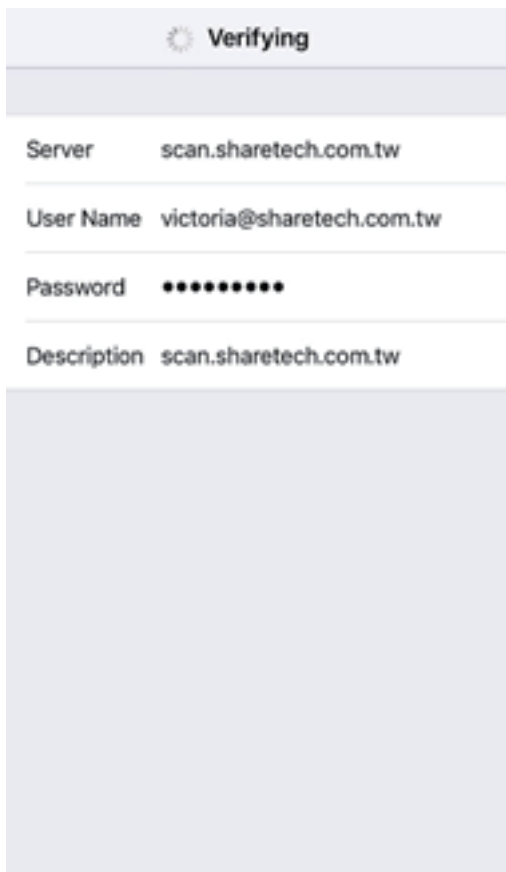 Verifying
Server scan.sharetech.com.tw
User Name victoria@sharetech.com.tw
Password •••••••••
Description scan.sharetech.com.tw